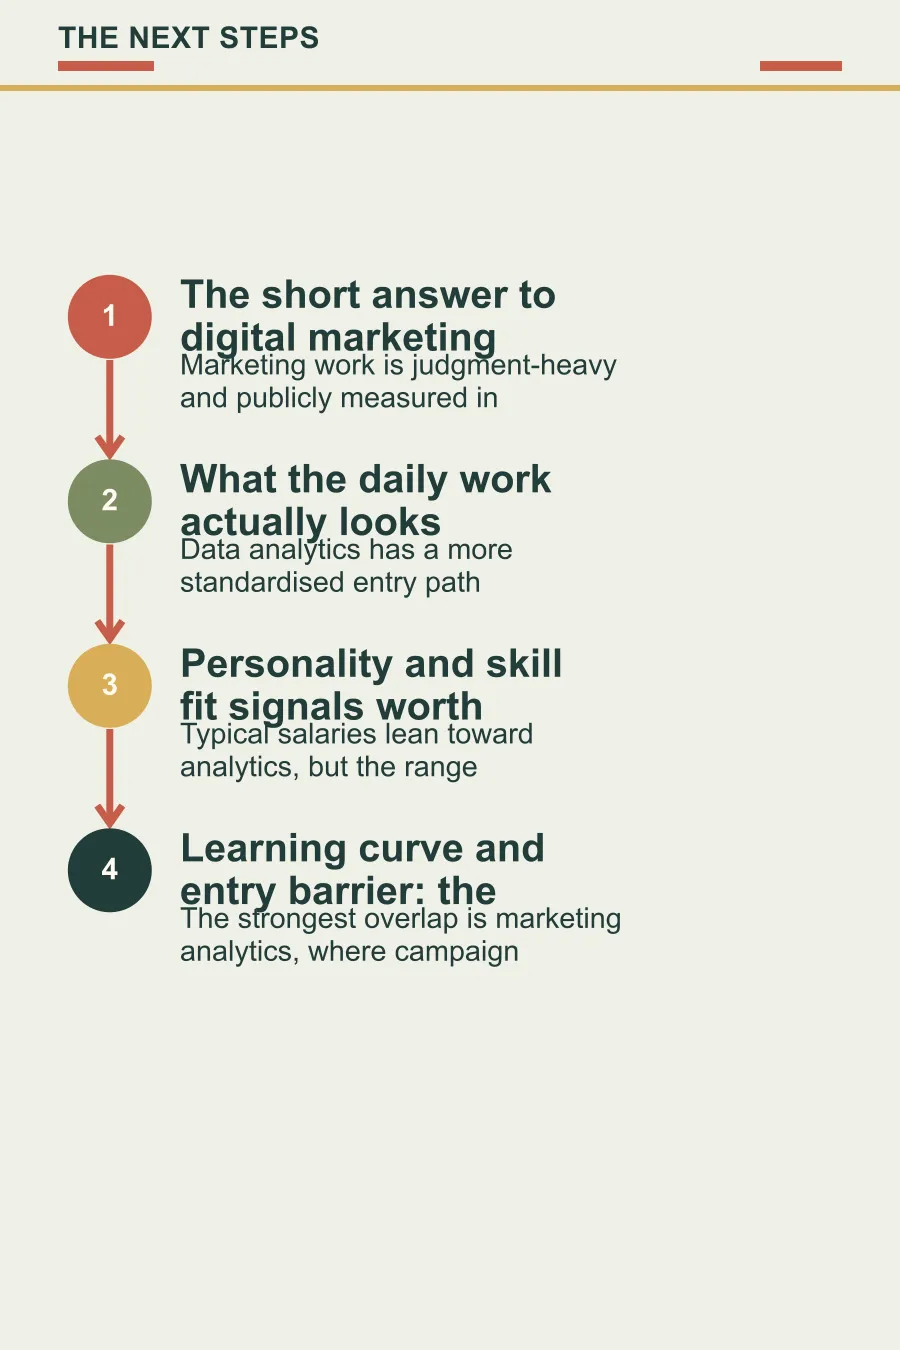 THE NEXT STEPS
1
The short answer to
digital marketing
Marketing work is judgment-heavy
and publicly measured in
2
What the daily work
actually looks
Data analytics has a more
standardised entry path
3
Personality and skill
fit signals worth
Typical salaries lean toward
analytics, but the range
4
Learning curve and
entry barrier: the
The strongest overlap is marketing
analytics, where campaign